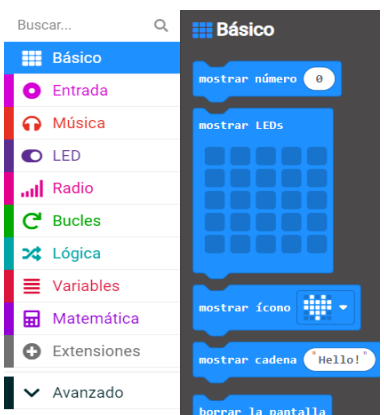 Buscar...
Básico
Entrada
Música
LED
Radio
Bucles
Lógica
Variables
Matemática
Extensiones
Avanzado
Básico
mostrar número 0
mostrar LEDs
mostrar ícono
mostrar cadena "Hello!"
borrar la pantalla